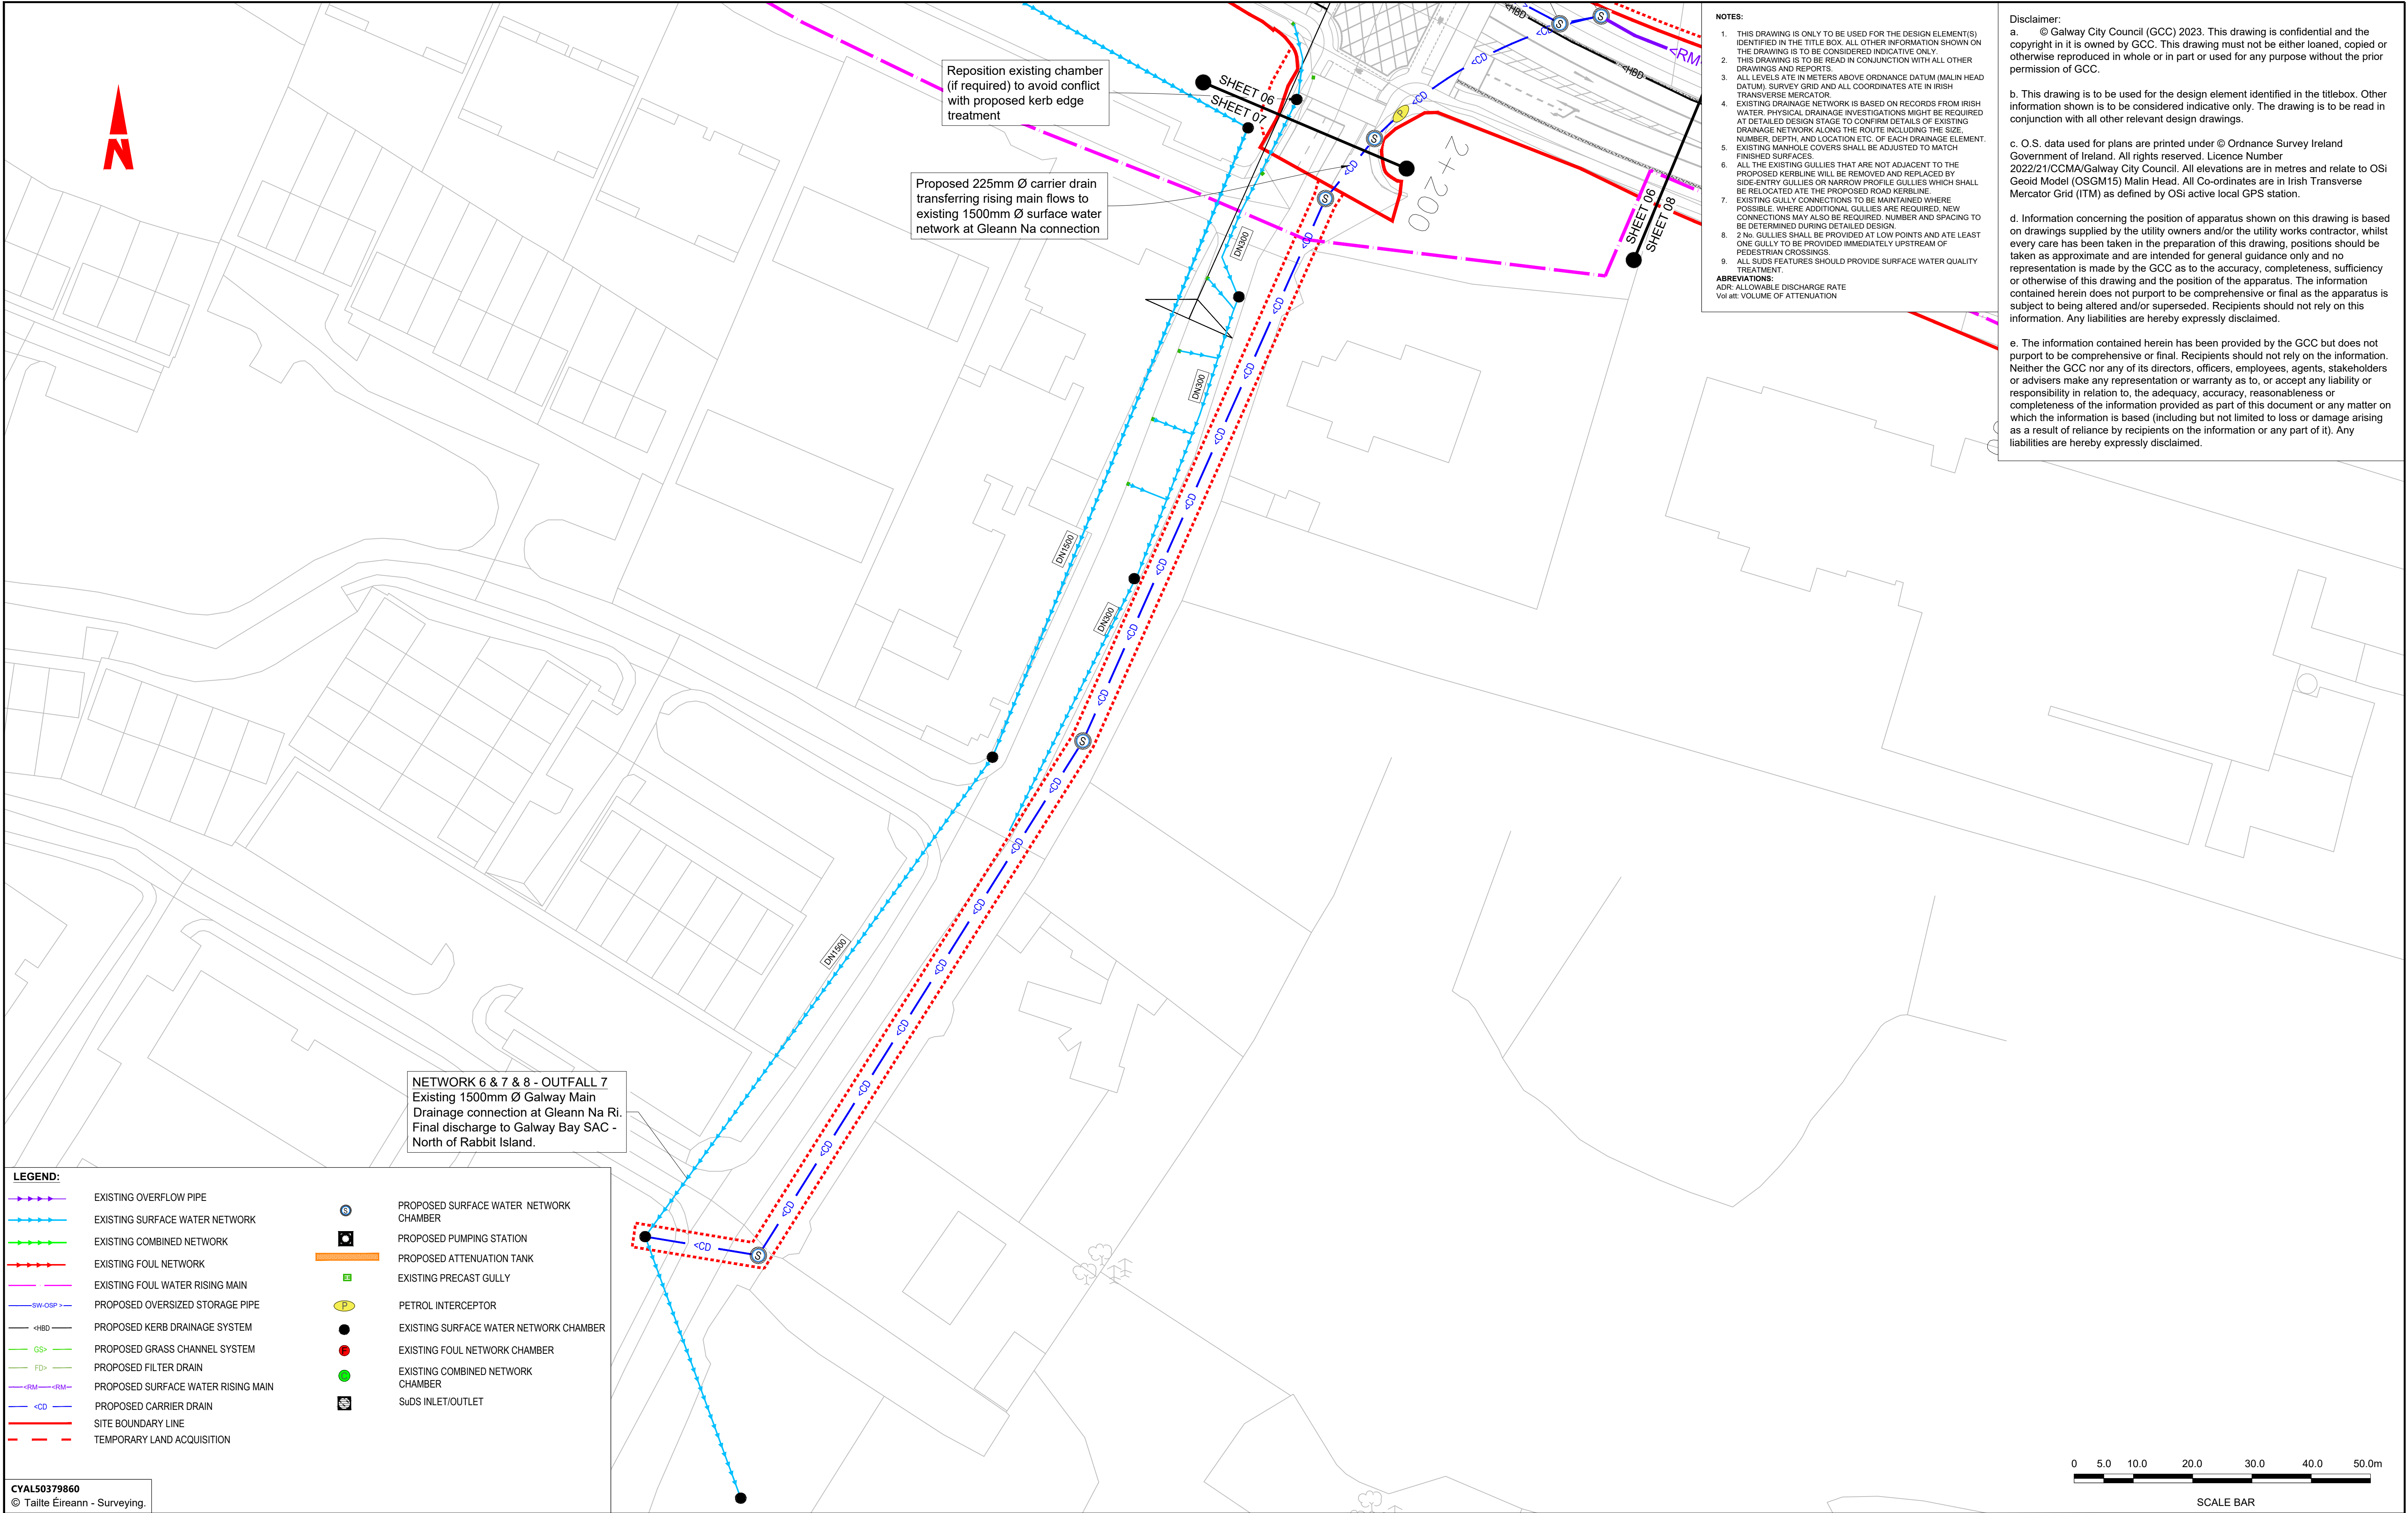 Reposition existing chamber
(if required) to avoid conflict
with proposed kerb edge
treatment
SHEET 06
SHEET 07
Proposed 225mm Ø carrier drain
transferring rising main flows to
existing 1500mm Ø surface water
network at Gleann Na connection
<HBD
<CD
<CD
<CD
<HBD
<RM
S
S
P
S
<CD
S
<CD
2+200
SHEET 06
SHEET 08
N
DN300
<CD
<CD
DN300
<CD
<CD
DN1500
<CD
DN300
<CD
<CD
S
<CD
<CD
<CD
DN1500
<CD
<CD
<CD
<CD
<CD
<CD
S
NETWORK 6 & 7 & 8 - OUTFALL 7
Existing 1500mm Ø Galway Main
Drainage connection at Gleann Na Ri.
Final discharge to Galway Bay SAC -
North of Rabbit Island.
NOTES:
1. THIS DRAWING IS ONLY TO BE USED FOR THE DESIGN ELEMENT(S)
IDENTIFIED IN THE TITLE BOX. ALL OTHER INFORMATION SHOWN ON
THE DRAWING IS TO BE CONSIDERED INDICATIVE ONLY.
2. THIS DRAWING IS TO BE READ IN CONJUNCTION WITH ALL OTHER
DRAWINGS AND REPORTS.
3. ALL LEVELS ATE IN METERS ABOVE ORDNANCE DATUM (MALIN HEAD
DATUM). SURVEY GRID AND ALL COORDINATES ATE IN IRISH
TRANSVERSE MERCATOR.
4. EXISTING DRAINAGE NETWORK IS BASED ON RECORDS FROM IRISH
WATER. PHYSICAL DRAINAGE INVESTIGATIONS MIGHT BE REQUIRED
AT DETAILED DESIGN STAGE TO CONFIRM DETAILS OF EXISTING
DRAINAGE NETWORK ALONG THE ROUTE INCLUDING THE SIZE,
NUMBER, DEPTH, AND LOCATION ETC. OF EACH DRAINAGE ELEMENT.
5. EXISTING MANHOLE COVERS SHALL BE ADJUSTED TO MATCH
FINISHED SURFACES.
6. ALL THE EXISTING GULLIES THAT ARE NOT ADJACENT TO THE
PROPOSED KERBLINE WILL BE REMOVED AND REPLACED BY
SIDE-ENTRY GULLIES OR NARROW PROFILE GULLIES WHICH SHALL
BE RELOCATED ATE THE PROPOSED ROAD KERBLINE.
7. EXISTING GULLY CONNECTIONS TO BE MAINTAINED WHERE
POSSIBLE. WHERE ADDITIONAL GULLIES ARE REQUIRED, NEW
CONNECTIONS MAY ALSO BE REQUIRED. NUMBER AND SPACING TO
BE DETERMINED DURING DETAILED DESIGN.
8. 2 No. GULLIES SHALL BE PROVIDED AT LOW POINTS AND ATE LEAST
ONE GULLY TO BE PROVIDED IMMEDIATELY UPSTREAM OF
PEDESTRIAN CROSSINGS.
9. ALL SUDS FEATURES SHOULD PROVIDE SURFACE WATER QUALITY
TREATMENT.
ABREVIATIONS:
ADR: ALLOWABLE DISCHARGE RATE
Vol att: VOLUME OF ATTENUATION
Disclaimer:
a. © Galway City Council (GCC) 2023. This drawing is confidential and the
copyright in it is owned by GCC. This drawing must not be either loaned, copied or
otherwise reproduced in whole or in part or used for any purpose without the prior
permission of GCC.
b. This drawing is to be used for the design element identified in the titlebox. Other
information shown is to be considered indicative only. The drawing is to be read in
conjunction with all other relevant design drawings.
c. O.S. data used for plans are printed under © Ordnance Survey Ireland
Government of Ireland. All rights reserved. Licence Number
2022/21/CCMA/Galway City Council. All elevations are in metres and relate to OSi
Geoid Model (OSGM15) Malin Head. All Co-ordinates are in Irish Transverse
Mercator Grid (ITM) as defined by OSi active local GPS station.
d. Information concerning the position of apparatus shown on this drawing is based
on drawings supplied by the utility owners and/or the utility works contractor, whilst
every care has been taken in the preparation of this drawing, positions should be
taken as approximate and are intended for general guidance only and no
representation is made by the GCC as to the accuracy, completeness, sufficiency
or otherwise of this drawing and the position of the apparatus. The information
contained herein does not purport to be comprehensive or final as the apparatus is
subject to being altered and/or superseded. Recipients should not rely on this
information. Any liabilities are hereby expressly disclaimed.
e. The information contained herein has been provided by the GCC but does not
purport to be comprehensive or final. Recipients should not rely on the information.
Neither the GCC nor any of its directors, officers, employees, agents, stakeholders
or advisers make any representation or warranty as to, or accept any liability or
responsibility in relation to, the adequacy, accuracy, reasonableness or
completeness of the information provided as part of this document or any matter on
which the information is based (including but not limited to loss or damage arising
as a result of reliance by recipients on the information or any part of it). Any
liabilities are hereby expressly disclaimed.
LEGEND:
EXISTING OVERFLOW PIPE
EXISTING SURFACE WATER NETWORK
EXISTING COMBINED NETWORK
EXISTING FOUL NETWORK
EXISTING FOUL WATER RISING MAIN
SW-OSP > PROPOSED OVERSIZED STORAGE PIPE
<HBD PROPOSED KERB DRAINAGE SYSTEM
GS> PROPOSED GRASS CHANNEL SYSTEM
FD> PROPOSED FILTER DRAIN
<RM <RM PROPOSED SURFACE WATER RISING MAIN
<CD PROPOSED CARRIER DRAIN
SITE BOUNDARY LINE
TEMPORARY LAND ACQUISITION
S PROPOSED SURFACE WATER NETWORK
CHAMBER
PROPOSED PUMPING STATION
PROPOSED ATTENUATION TANK
EXISTING PRECAST GULLY
P PETROL INTERCEPTOR
EXISTING SURFACE WATER NETWORK CHAMBER
F EXISTING FOUL NETWORK CHAMBER
C EXISTING COMBINED NETWORK
CHAMBER
SuDS INLET/OUTLET
CYAL50379860
© Tailte Éireann - Surveying.
0 5.0 10.0 20.0 30.0 40.0 50.0m
SCALE BAR